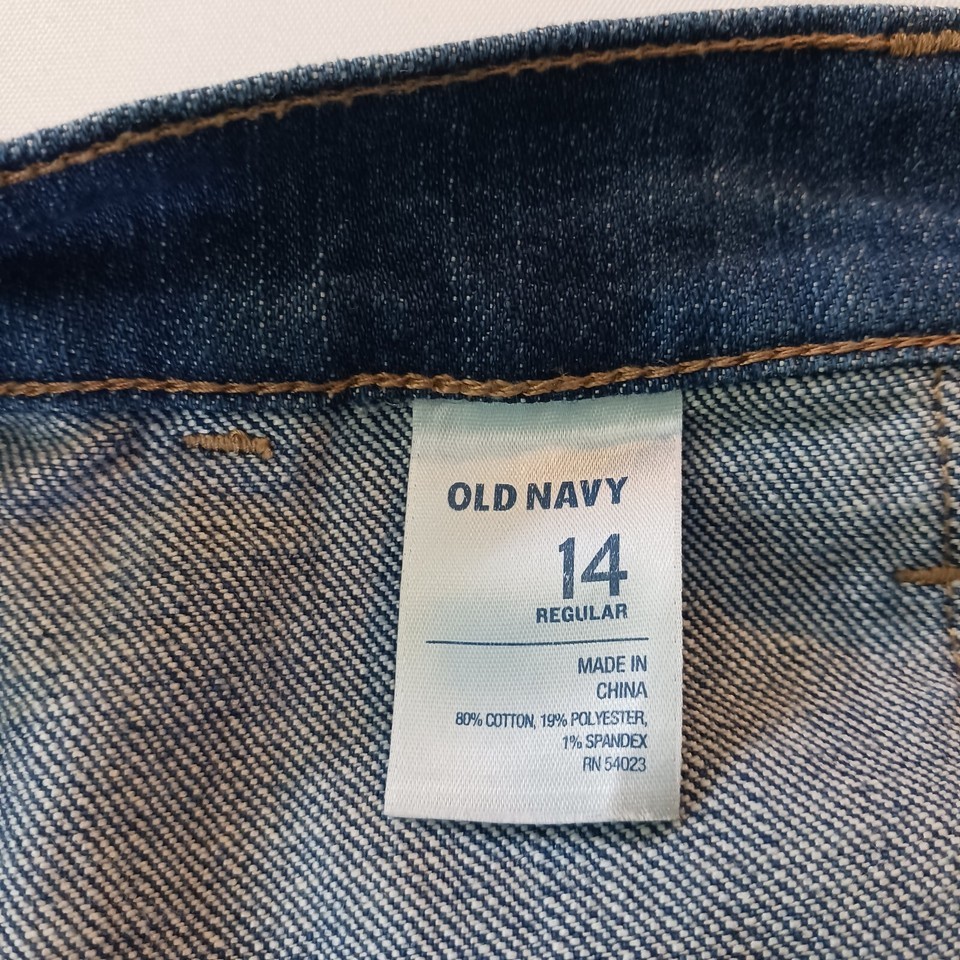 OLD NAVY
14
REGULAR
MADE IN
CHINA
80% COTTON, 19% POLYESTER,
1% SPANDEX
RN 54023